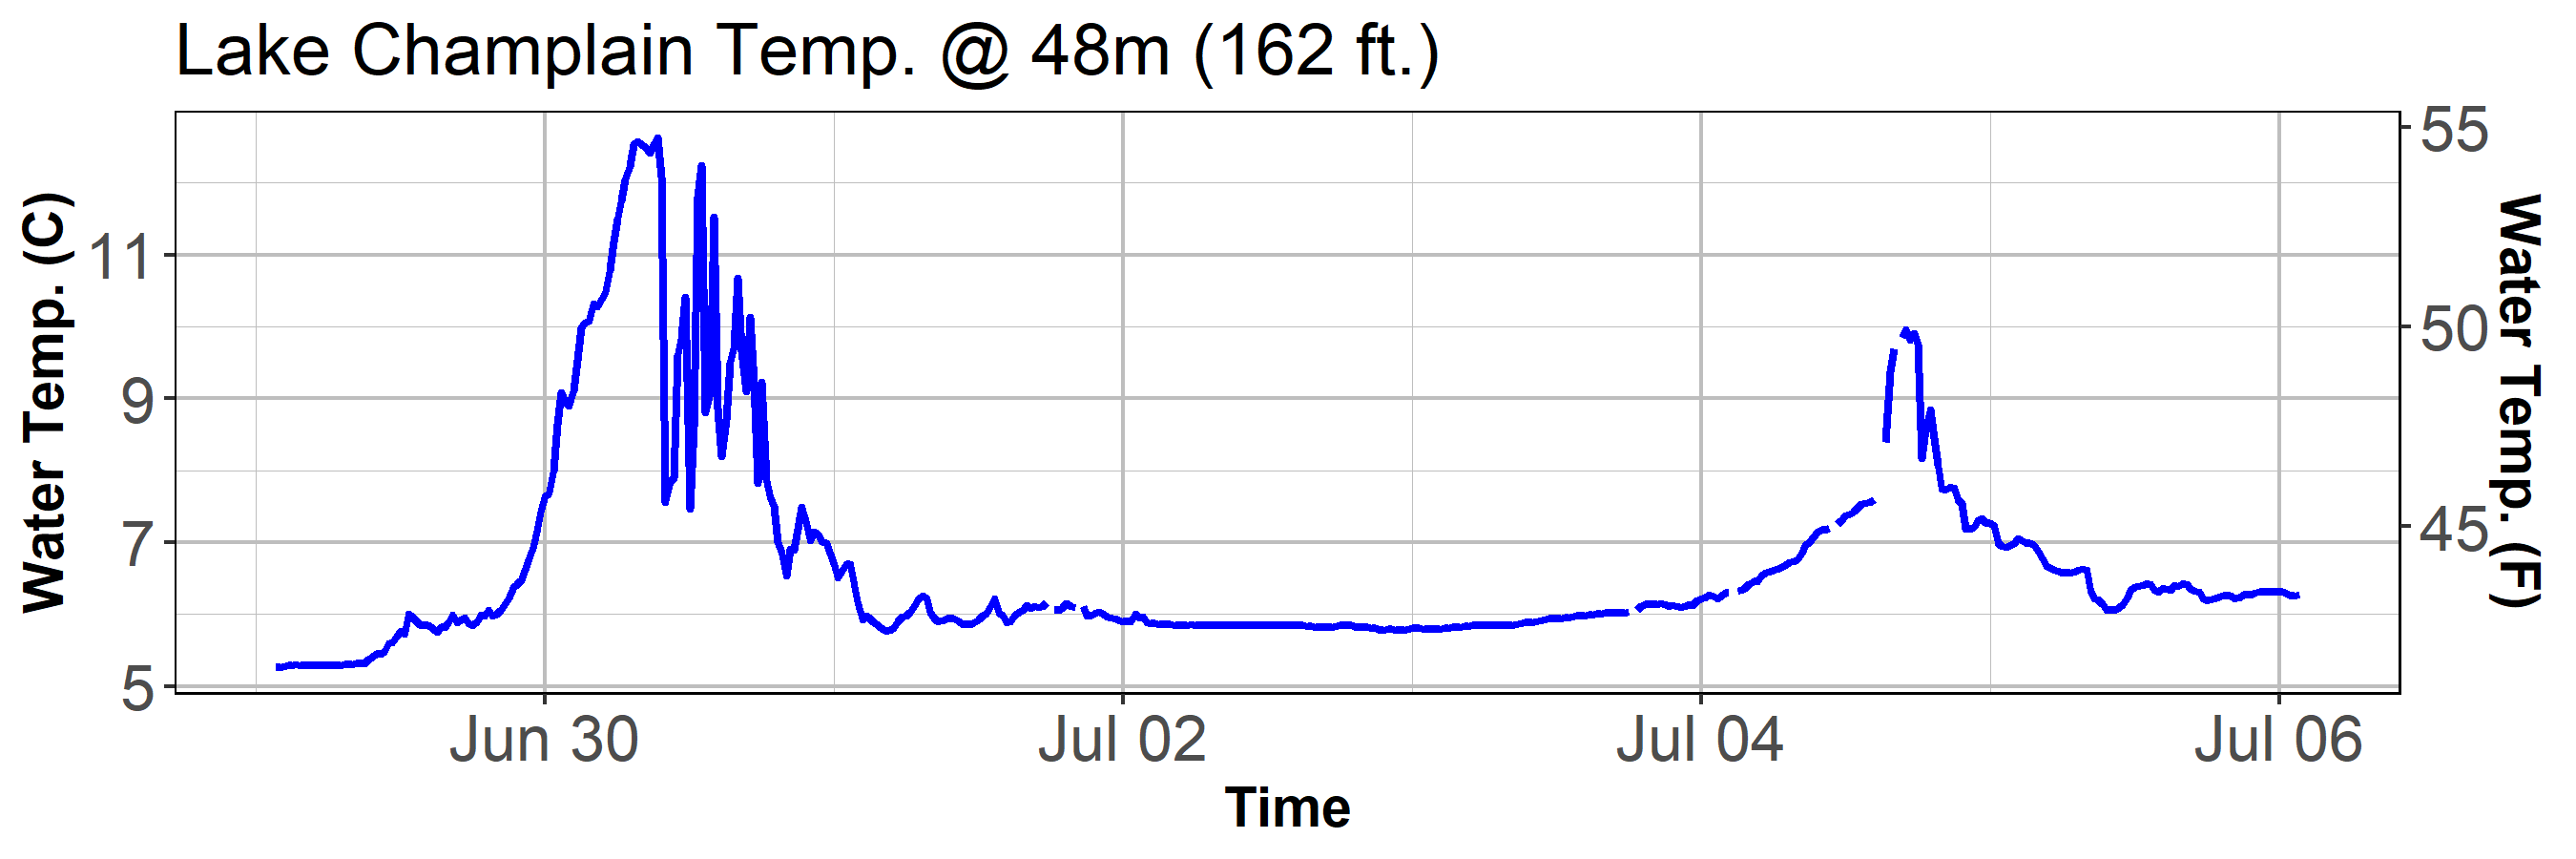 Lake Champlain Temp. @ 48m (162 ft.)
Water Temp. (C)
11
9
7
5
55
50
45
Water Temp. (F)
Jun 30
Jul 02
Jul 04
Jul 06
Time